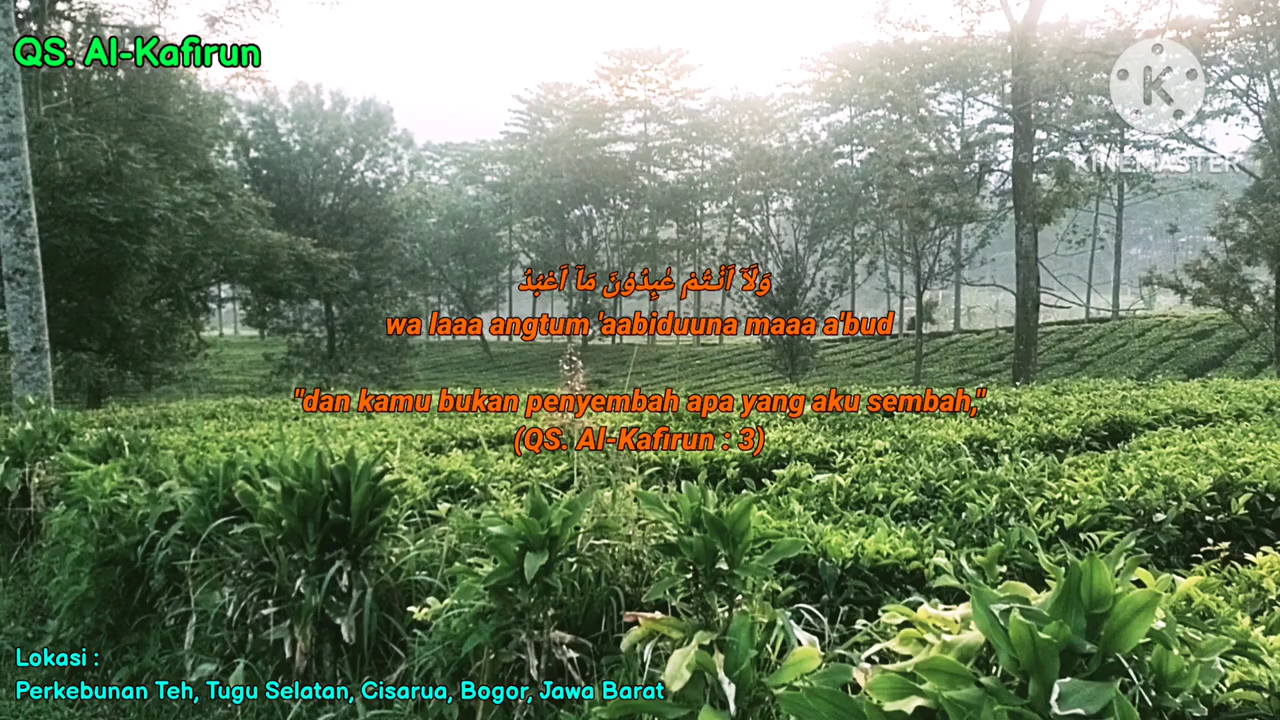 QS. Al-Kafirun
KINEMASTER
وَلَآ اَنْتُمْ عٰبِدُوْنَ مَآ اَعْبُدُ
wa laaa angtum 'aabiduuna maaa a'bud
"dan kamu bukan penyembah apa yang aku sembah,"
(QS. Al-Kafirun : 3)
Lokasi :
Perkebunan Teh, Tugu Selatan, Cisarua, Bogor, Jawa Barat